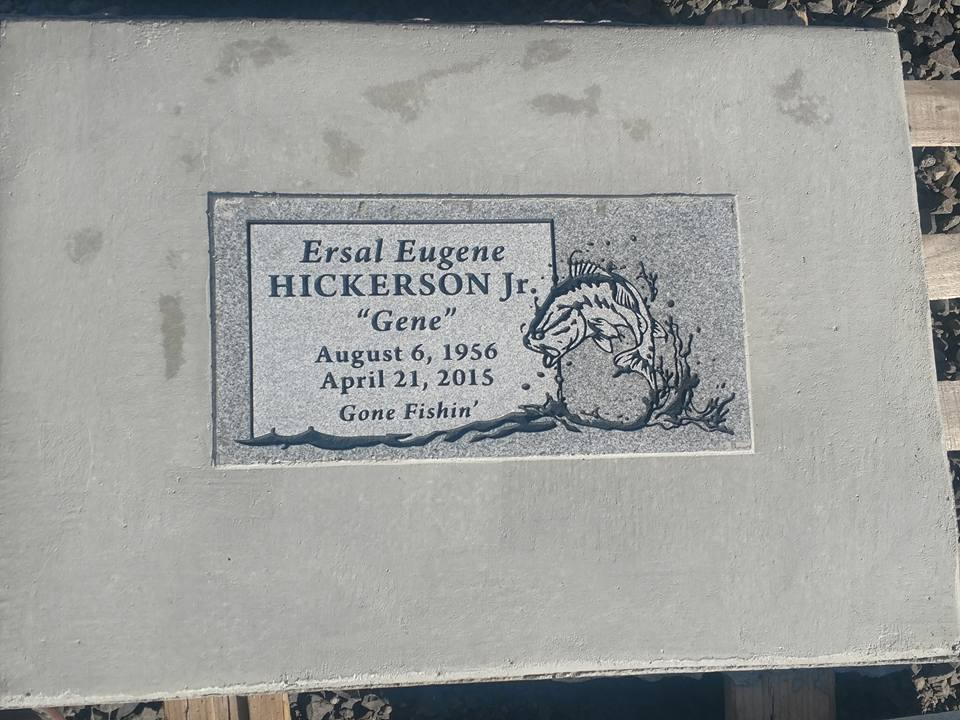 Ersal Eugene
HICKERSON Jr.
“Gene”
August 6, 1956
April 21, 2015
Gone Fishin’